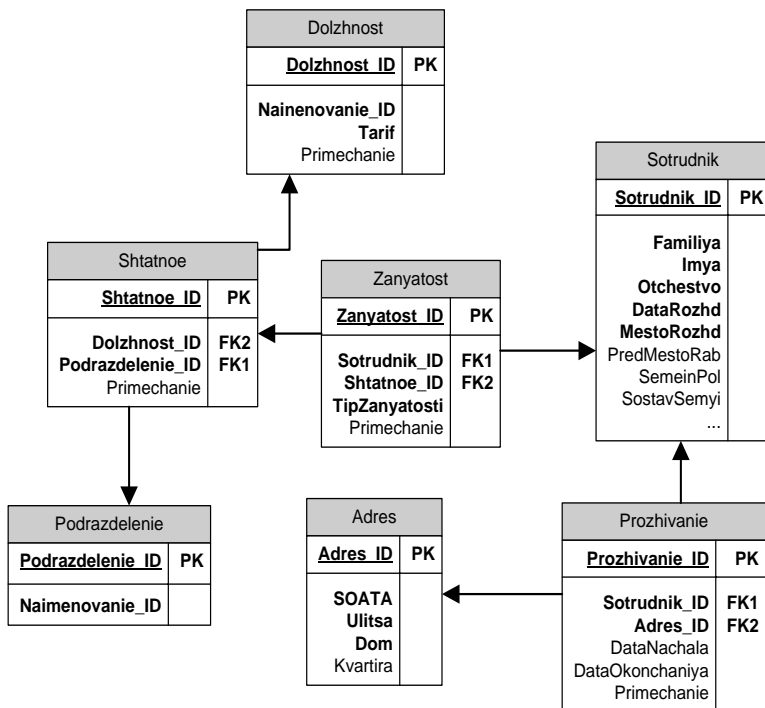 Dolzhnost
Dolzhnost_ID PK
Nainenovanie_ID
Tarif
Primechanie
Sotrudnik
Sotrudnik_ID PK
Familiya
Imya
Otchestvo
DataRozhd
MestoRozhd
PredMestoRab
SemeinPol
SostavSemyi
...
Shtatnoe
Shtatnoe_ID PK
Dolzhnost_ID FK2
Podrazdelenie_ID FK1
Primechanie
Zanyatost
Zanyatost_ID PK
Sotrudnik_ID FK1
Shtatnoe_ID FK2
TipZanyatosti
Primechanie
Podrazdelenie
Podrazdelenie_ID PK
Naimenovanie_ID
Adres
Adres_ID PK
SOATA
Ulitsa
Dom
Kvartira
Prozhivanie
Prozhivanie_ID PK
Sotrudnik_ID FK1
Adres_ID FK2
DataNachala
DataOkonchaniya
Primechanie